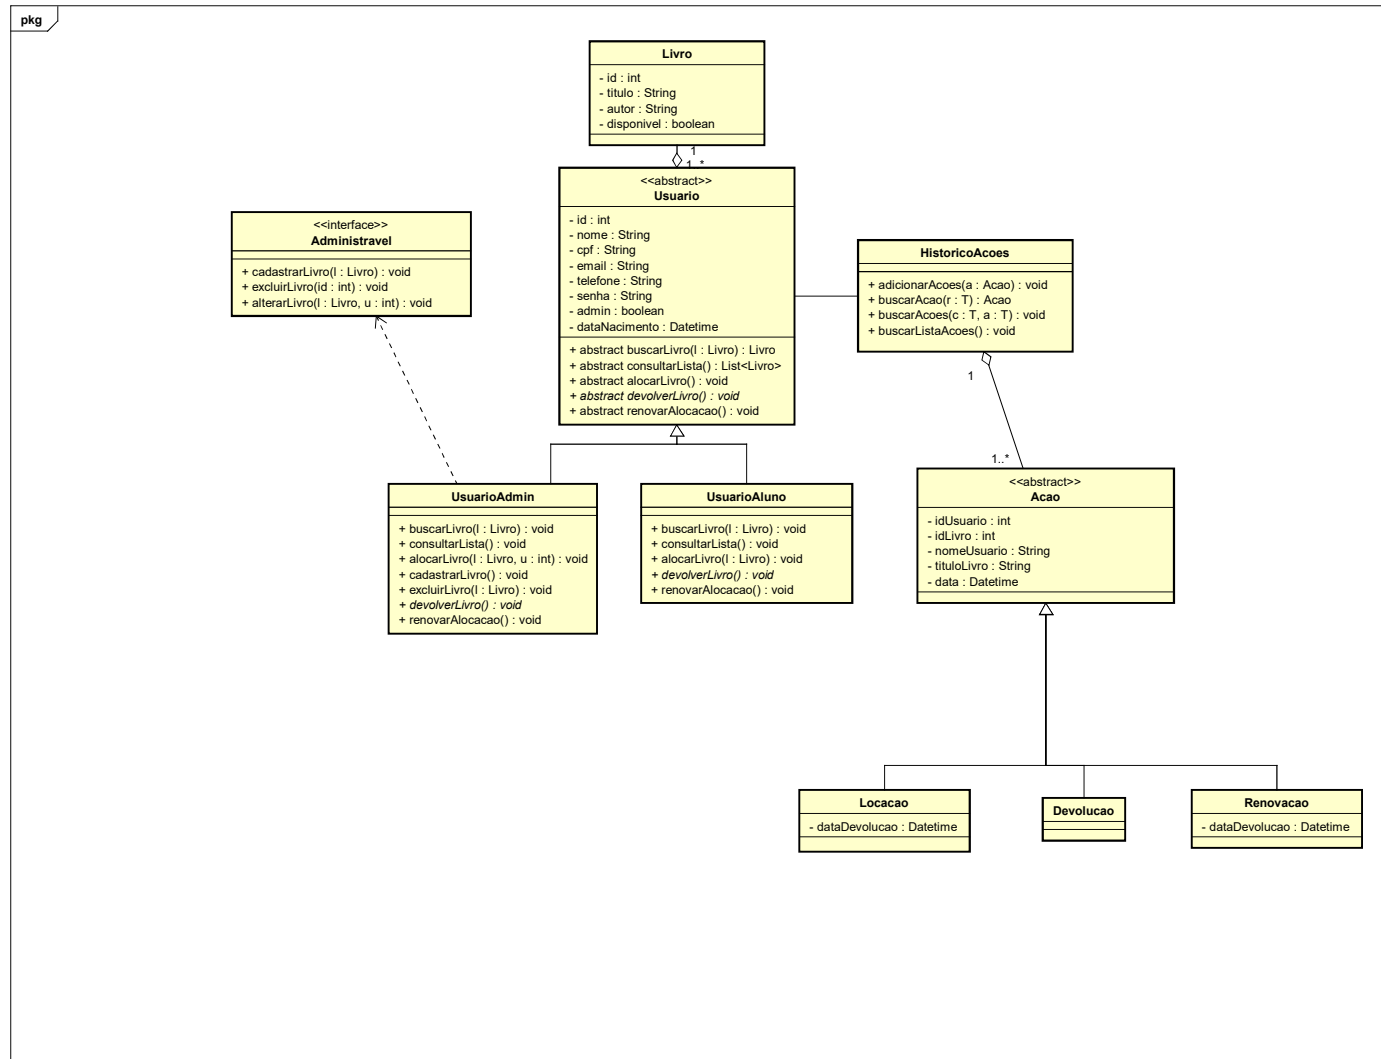 pkg
Livro
- id : int
- titulo : String
- autor : String
- disponivel : boolean
1
1..*
<<abstract>>
Usuario
- id : int
- nome : String
- cpf : String
- email : String
- telefone : String
- senha : String
- admin : boolean
- dataNacimento : Datetime
+ abstract buscarLivro(l : Livro) : Livro
+ abstract consultarLista() : List<Livro>
+ abstract alocarLivro() : void
+ abstract devolverLivro() : void
+ abstract renovarAlocacao() : void
<<interface>>
Administravel
+ cadastrarLivro(l : Livro) : void
+ excluirLivro(id : int) : void
+ alterarLivro(l : Livro, u : int) : void
HistoricoAcoes
+ adicionarAcoes(a : Acao) : void
+ buscarAcao(r : T) : Acao
+ buscarAcoes(c : T, a : T) : void
+ buscarListaAcoes() : void
1
1..*
UsuarioAdmin
+ buscarLivro(l : Livro) : void
+ consultarLista() : void
+ alocarLivro(l : Livro, u : int) : void
+ cadastrarLivro() : void
+ excluirLivro(l : Livro) : void
+ devolverLivro() : void
+ renovarAlocacao() : void
UsuarioAluno
+ buscarLivro(l : Livro) : void
+ consultarLista() : void
+ alocarLivro(l : Livro) : void
+ devolverLivro() : void
+ renovarAlocacao() : void
<<abstract>>
Acao
- idUsuario : int
- idLivro : int
- nomeUsuario : String
- tituloLivro : String
- data : Datetime
Locacao
- dataDevolucao : Datetime
Devolucao
Renovacao
- dataDevolucao : Datetime